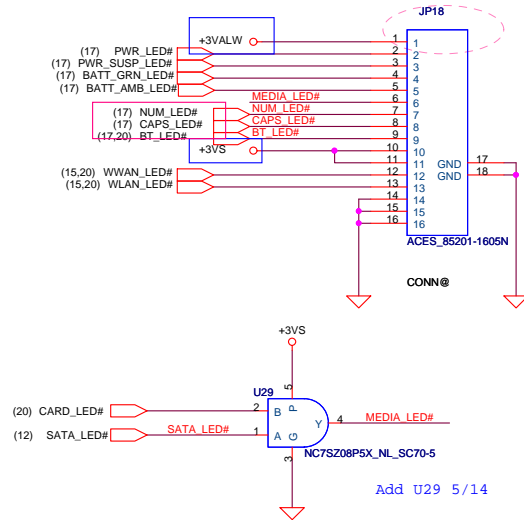 JP18
+3VALW 1 1
(17) PWR_LED# 2 2
(17) PWR_SUSP_LED# 3 3
(17) BATT_GRN_LED# 4 4
(17) BATT_AMB_LED# 5 5
MEDIA_LED# 6 6
(17) NUM_LED# NUM_LED# 7 7
(17) CAPS_LED# CAPS_LED# 8 8
(17,20) BT_LED# BT_LED# 9 9
+3VS 10 10
11 11 GND 17
(15,20) WWAN_LED# 12 12 GND 18
(15,20) WLAN_LED# 13 13
14 14
15 15
16 16
ACES_85201-1605N
CONN@
+3VS
U29
5
(20) CARD_LED# 2 B P
Y 4 MEDIA_LED#
(12) SATA_LED# SATA_LED# 1 A G
3
NC7SZ08P5X_NL_SC70-5
Add U29 5/14